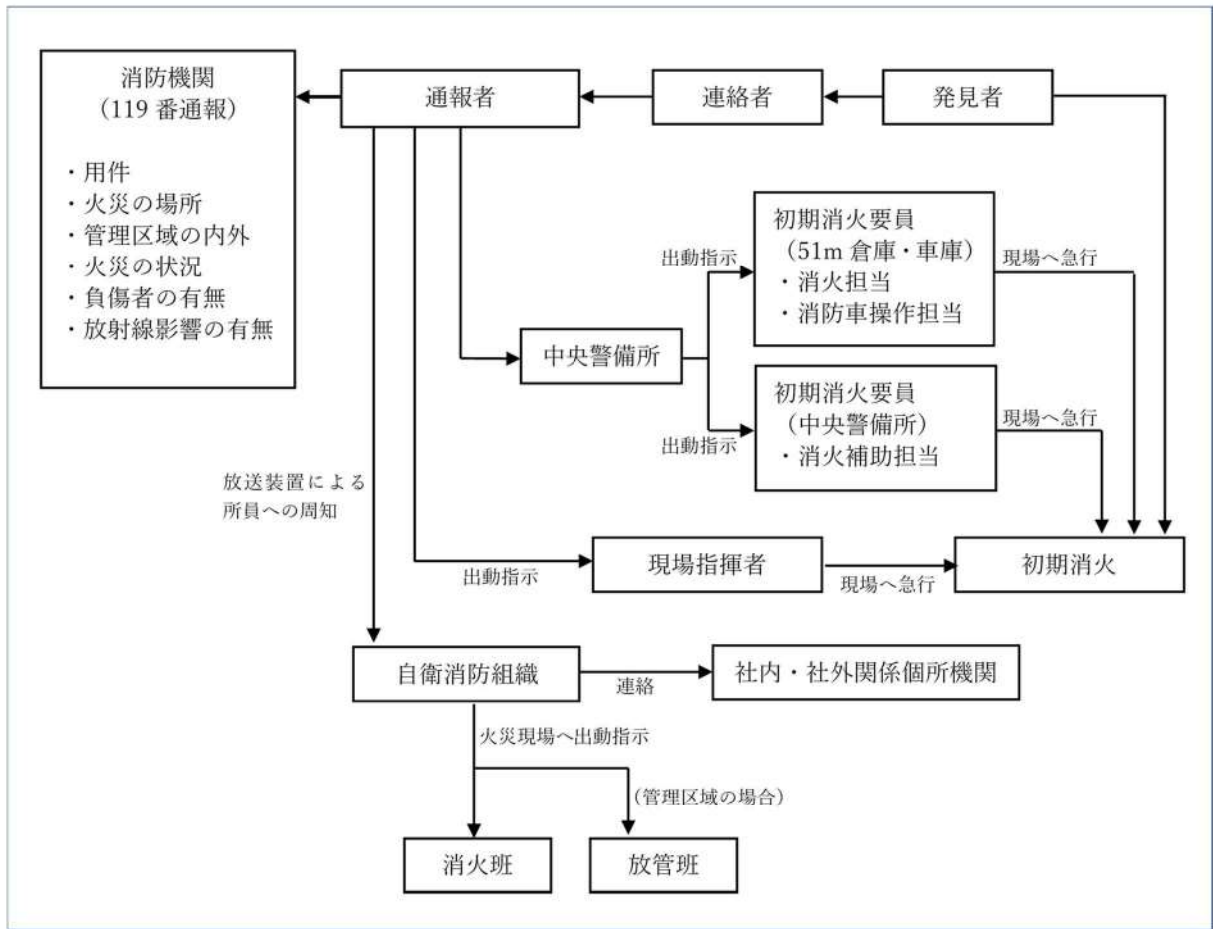 消防機関
（119 番通報）
・用件
・火災の場所
・管理区域の内外
・火災の状況
・負傷者の有無
・放射線影響の有無
通報者
連絡者
発見者
初期消火要員
（51m 倉庫・車庫）
・消火担当
・消防車操作担当
出動指示
現場へ急行
中央警備所
初期消火要員
（中央警備所）
・消火補助担当
出動指示
現場へ急行
放送装置による
所員への周知
出動指示
現場指揮者
現場へ急行
初期消火
自衛消防組織
連絡
社内・社外関係個所機関
火災現場へ出動指示
（管理区域の場合）
消火班
放管班